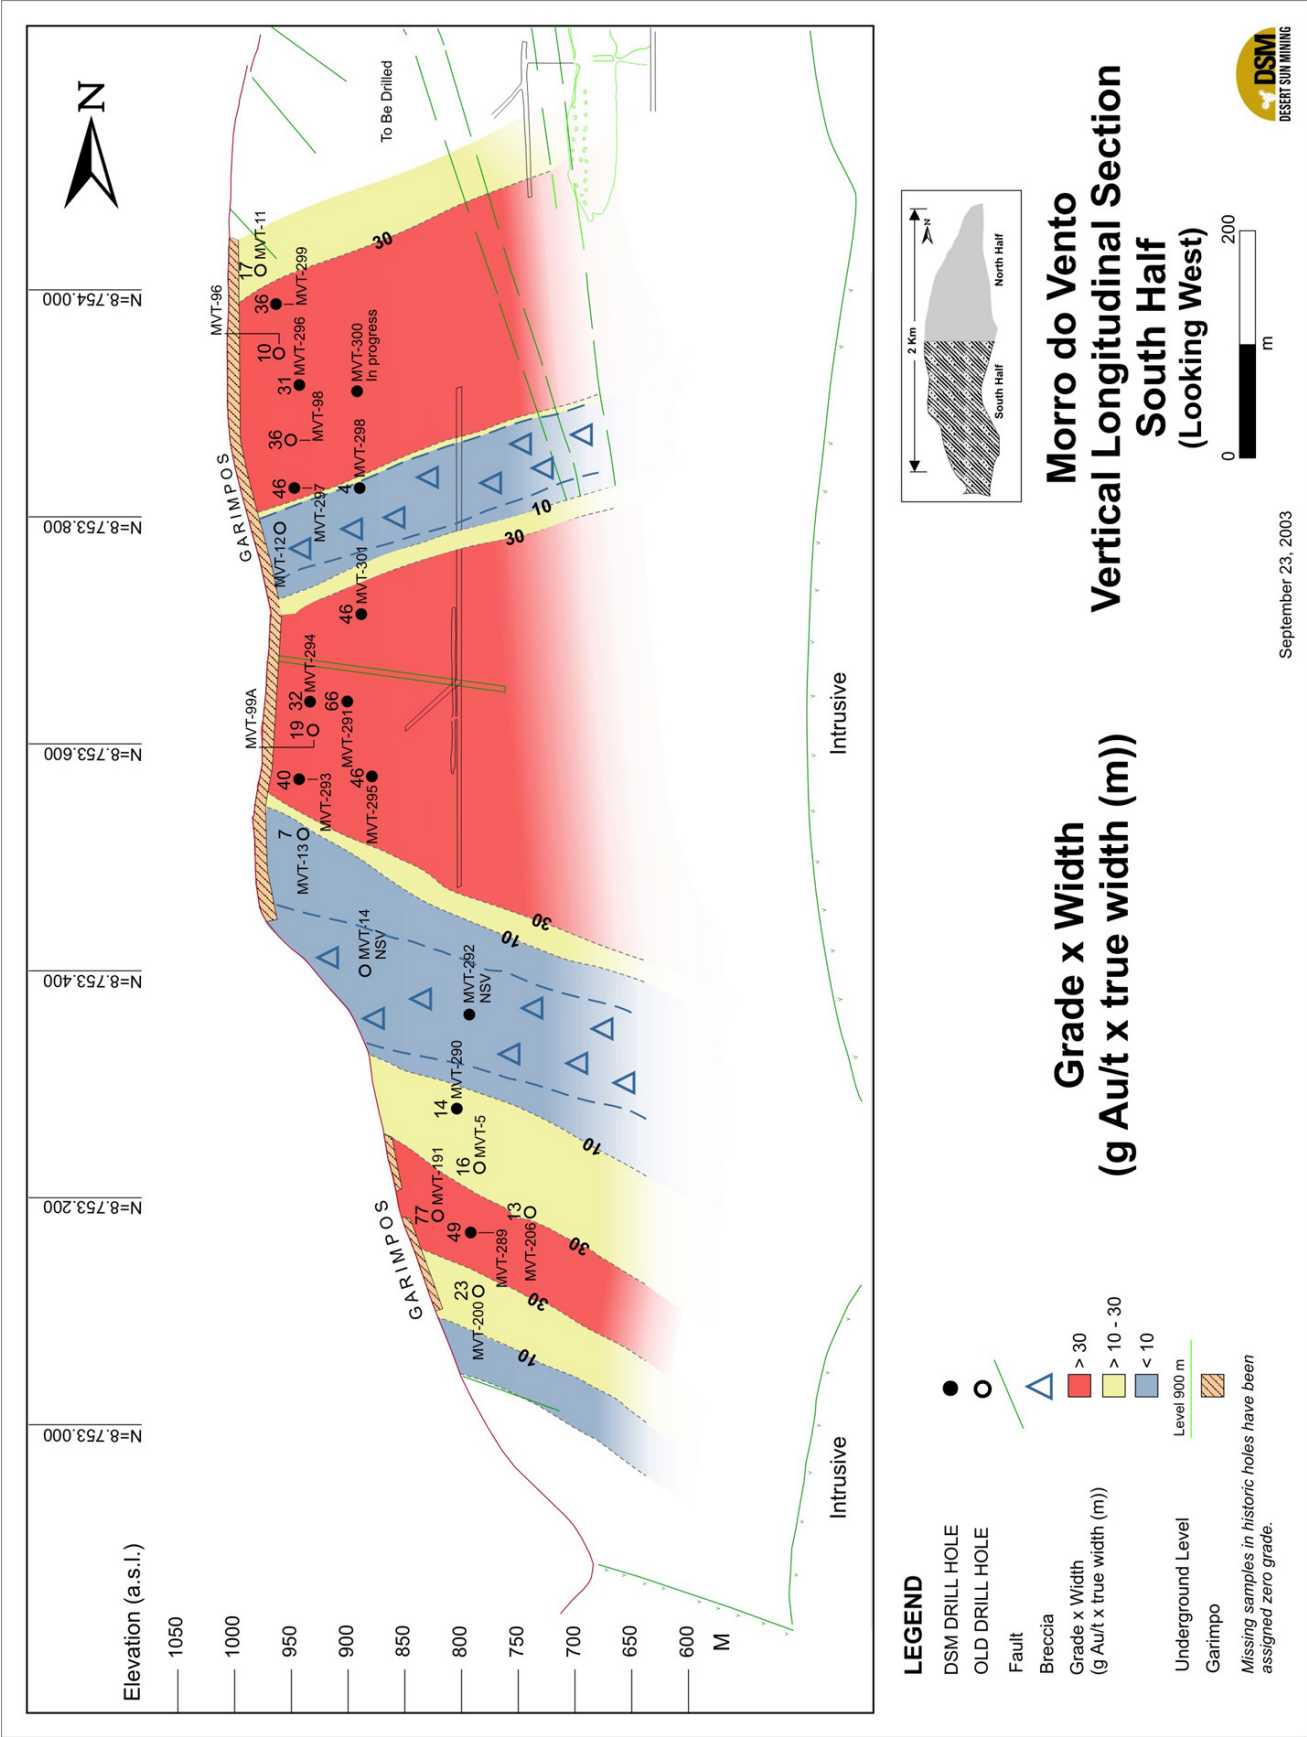 Elevation (a.s.l.)
1050
1000
950
900
850
800
750
700
650
600
M
N=8.753.000
N=8.753.200
N=8.753.400
N=8.753.600
N=8.753.800
N=8.754.000
N
GARIMPOS
GARIMPOS
MVT-200
23
MVT-289
49
77
MVT-191
MVT-206
13
16
MVT-5
14
MVT-290
MVT-292
NSV
MVT-14
NSV
MVT-13
7
MVT-293
40
MVT-295
46
MVT-99A
19
MVT-291
66
32
MVT-294
46
MVT-301
MVT-12
MVT-297
46
4
MVT-298
36
MVT-98
31
MVT-296
MVT-96
10
MVT-300
In progress
36
MVT-299
17
MVT-11
To Be Drilled
10
30
30
10
10
30
30
10
30
Intrusive
Intrusive
LEGEND
DSM DRILL HOLE
OLD DRILL HOLE
Fault
Breccia
Grade x Width
(g Au/t x true width (m))
> 30
> 10 - 30
< 10
Underground Level
Level 900 m
Garimpo
Missing samples in historic holes have been
assigned zero grade.
Grade x Width
(g Au/t x true width (m))
2 Km
N
South Half
North Half
Morro do Vento
Vertical Longitudinal Section
South Half
(Looking West)
0
200
m
September 23, 2003
DSM
DESERT SUN MINING